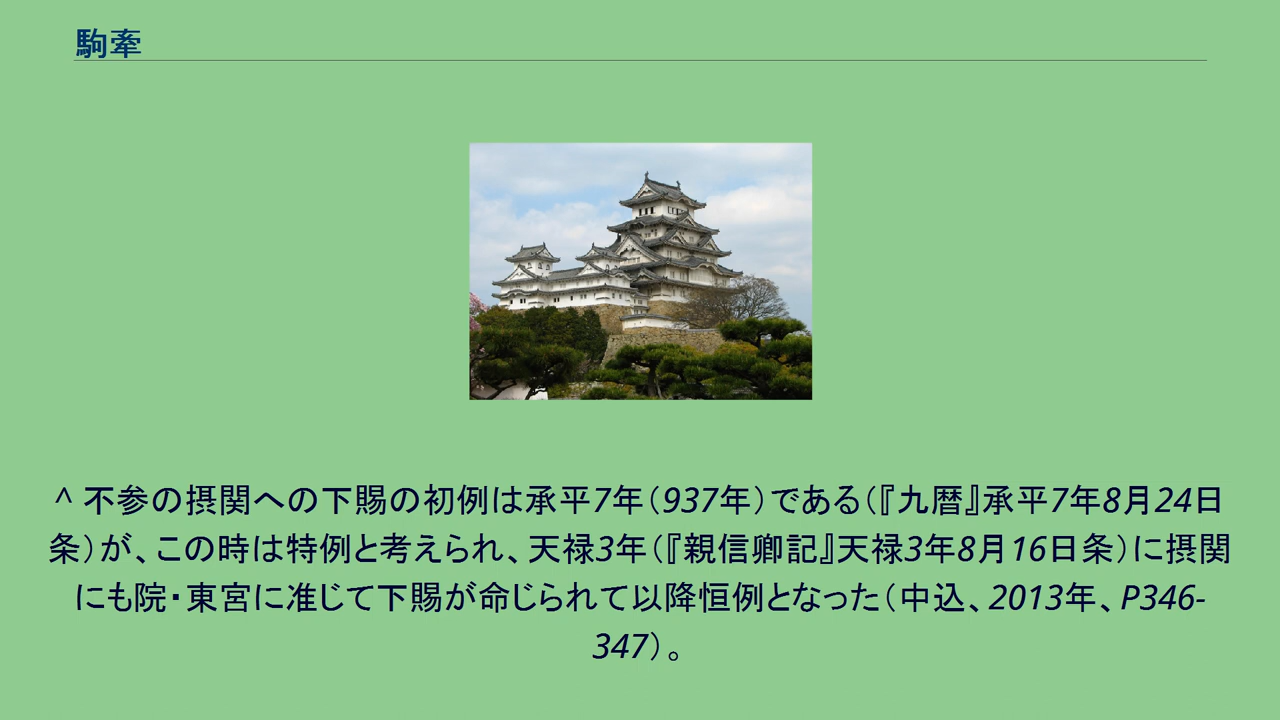 駒牽
^ 不参の摂関への下賜の初例は承平7年（937年）である（『九暦』承平7年8月24日
条）が、この時は特例と考えられ、天禄3年（『親信卿記』天禄3年8月16日条）に摂関
にも院・東宮に准じて下賜が命じられて以降恒例となった（中込、2013年、P346-
347）。